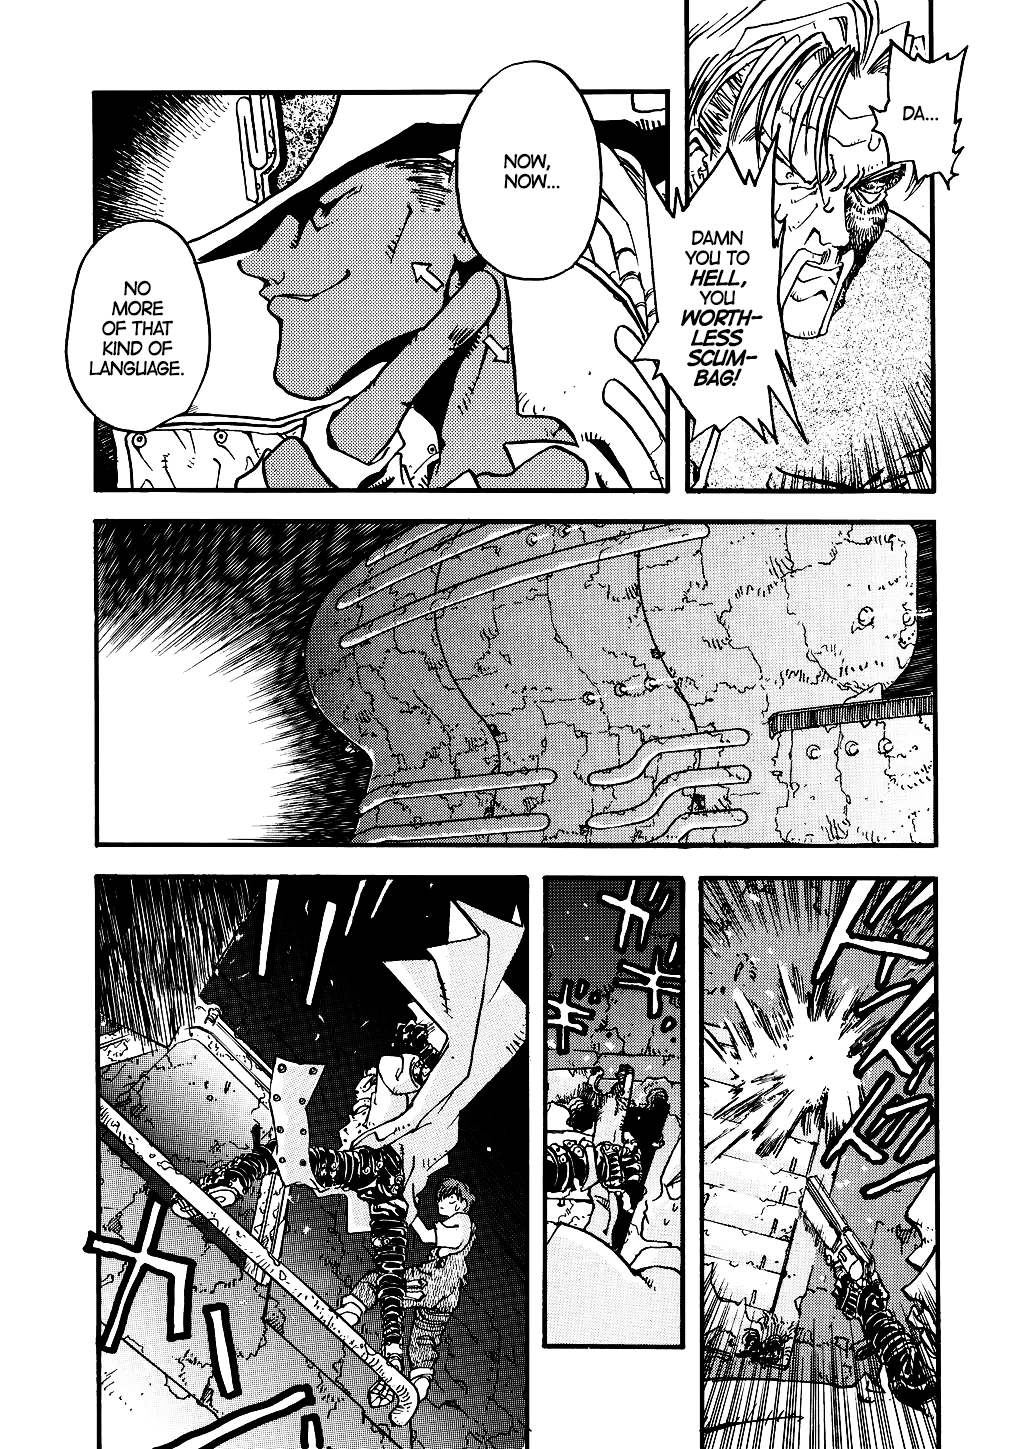 DA...
DAMN
YOU TO
HELL,
YOU
WORTH-
LESS
SCUM-
BAG!
NOW,
NOW...
NO
MORE
OF THAT
KIND OF
LANGUAGE.